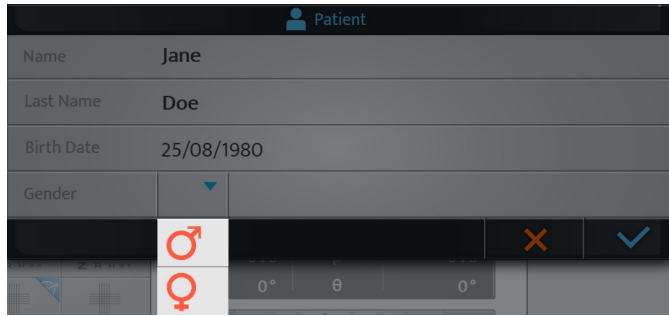 Patient
Name Jane
Last Name Doe
Birth Date 25/08/1980
Gender
♂
♀
0° θ 0°